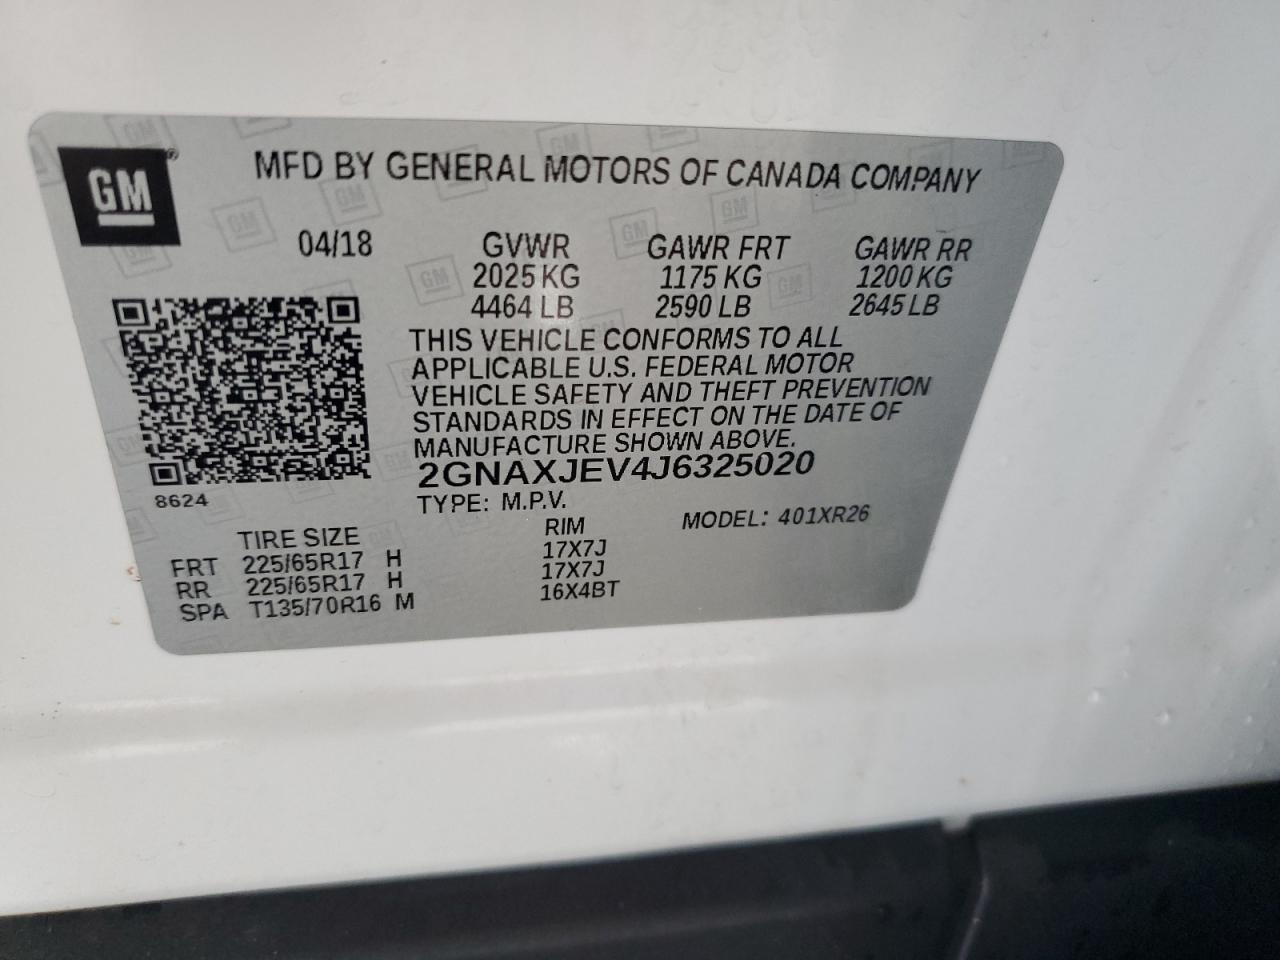 GM®
MFD BY GENERAL MOTORS OF CANADA COMPANY
04/18 GVWR GAWR FRT GAWR RR
2025 KG 1175 KG 1200 KG
4464 LB 2590 LB 2645 LB
THIS VEHICLE CONFORMS TO ALL
APPLICABLE U.S. FEDERAL MOTOR
VEHICLE SAFETY AND THEFT PREVENTION
STANDARDS IN EFFECT ON THE DATE OF
MANUFACTURE SHOWN ABOVE.
2GNAXJEV4J6325020
8624
TYPE: M.P.V.
MODEL: 401XR26
TIRE SIZE RIM
FRT 225/65R17 H 17X7J
RR 225/65R17 H 17X7J
SPA T135/70R16 M 16X4BT